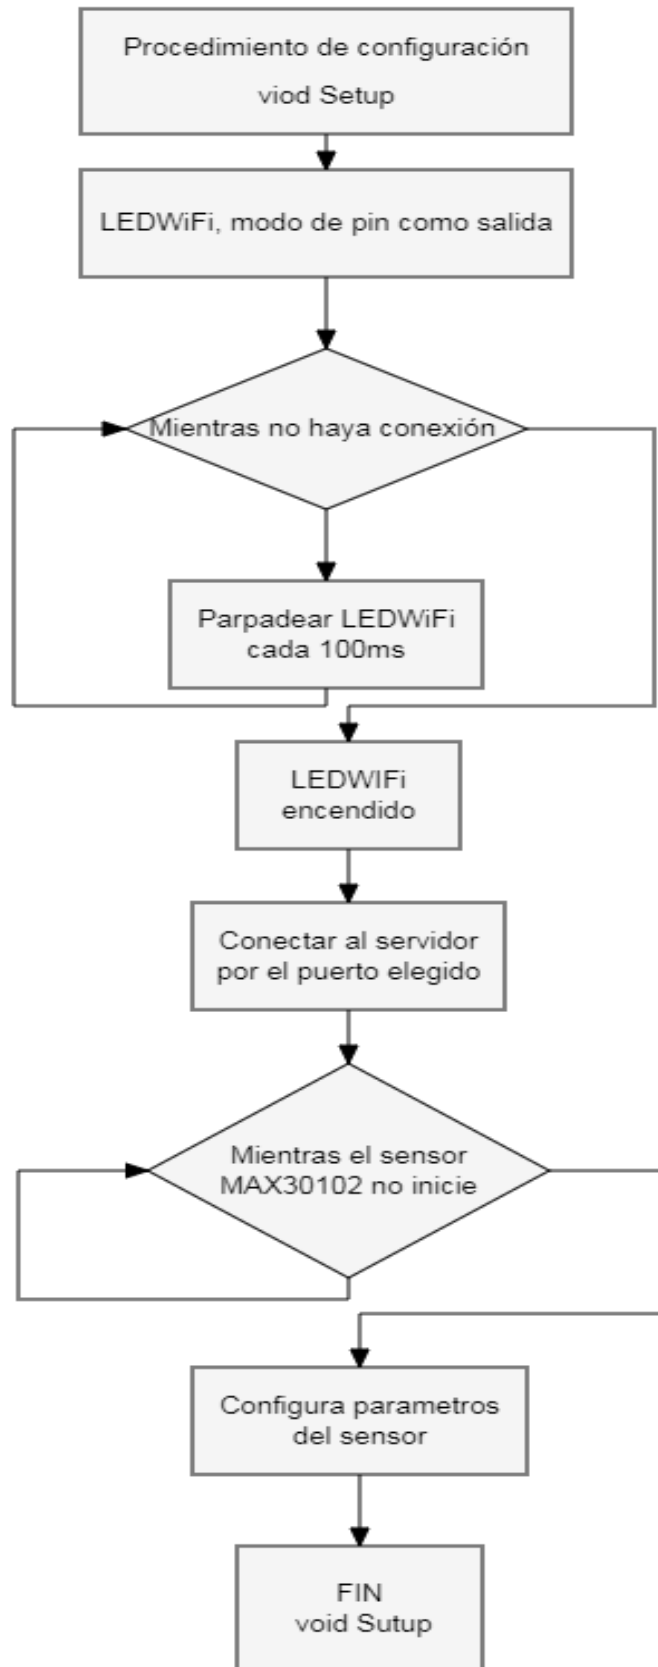 Procedimiento de configuración
viod Setup
LEDWiFi, modo de pin como salida
Mientras no haya conexión
Parpadear LEDWiFi
cada 100ms
LEDWIFi
encendido
Conectar al servidor
por el puerto elegido
Mientras el sensor
MAX30102 no inicie
Configura parametros
del sensor
FIN
void Sutup